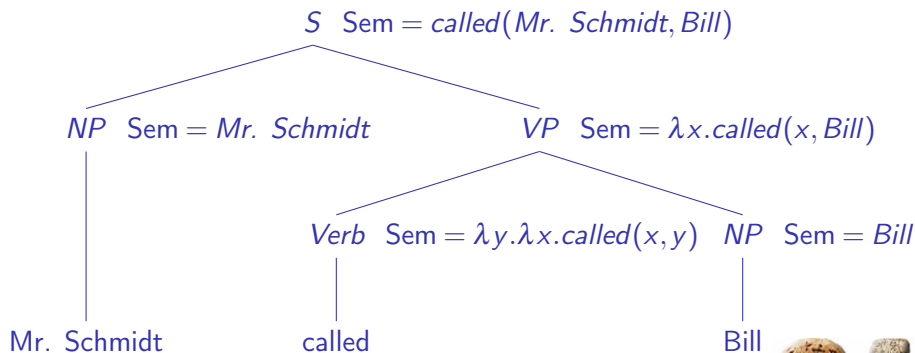 S Sem = called(Mr. Schmidt, Bill)
NP Sem = Mr. Schmidt VP Sem = λx.called(x, Bill)
Verb Sem = λy.λx.called(x, y) NP Sem = Bill
Mr. Schmidt called Bill